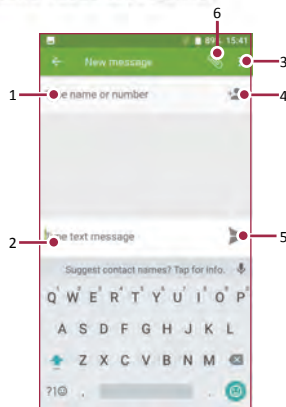 6
15:41
New message
3
1
name or number
4
2
text message
5
Suggest contact names? Tap for info.
Q W E R T Y U I O P
A S D F G H J K L
Z X C V B N M
?1☺ , .